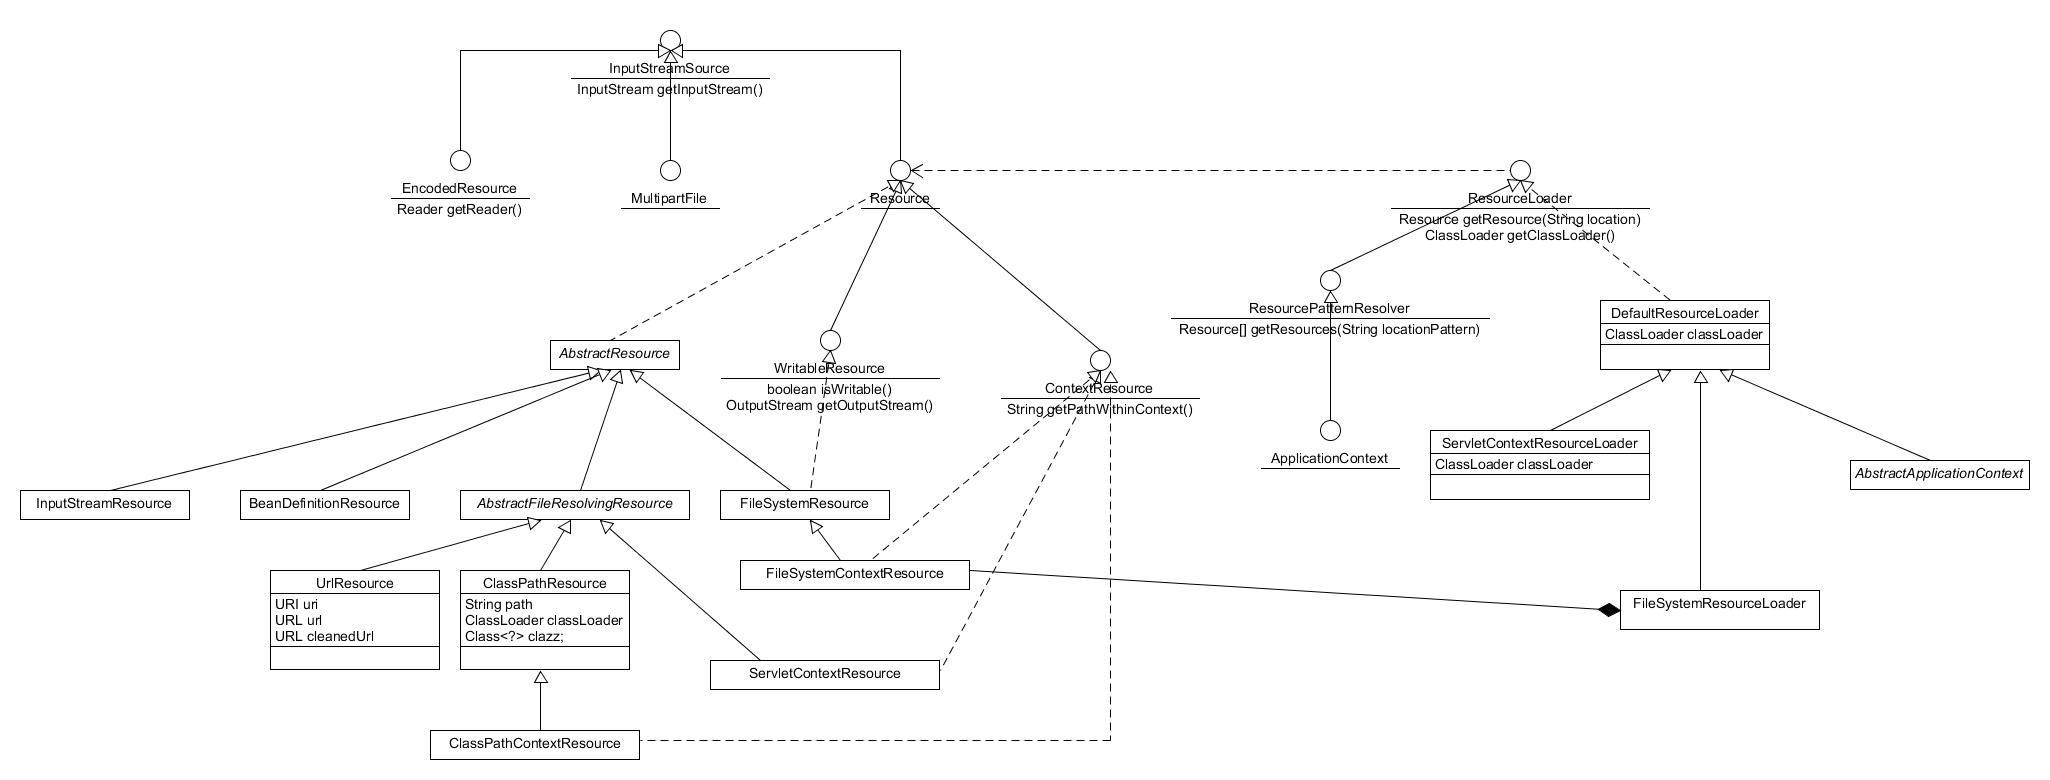 InputStreamSource
InputStream getInputStream()
EncodedResource
Reader getReader()
MultipartFile
Resource
ResourceLoader
Resource getResource(String location)
ClassLoader getClassLoader()
ResourcePatternResolver
Resource[] getResources(String locationPattern)
DefaultResourceLoader
ClassLoader classLoader
AbstractResource
WritableResource
boolean isWritable()
OutputStream getOutputStream()
ContextResource
String getPathWithinContext()
ApplicationContext
ServletContextResourceLoader
ClassLoader classLoader
AbstractApplicationContext
InputStreamResource
BeanDefinitionResource
AbstractFileResolvingResource
FileSystemResource
FileSystemContextResource
UrlResource
URI uri
URL url
URL cleanedUrl
ClassPathResource
String path
ClassLoader classLoader
Class<?> clazz;
FileSystemResourceLoader
ServletContextResource
ClassPathContextResource